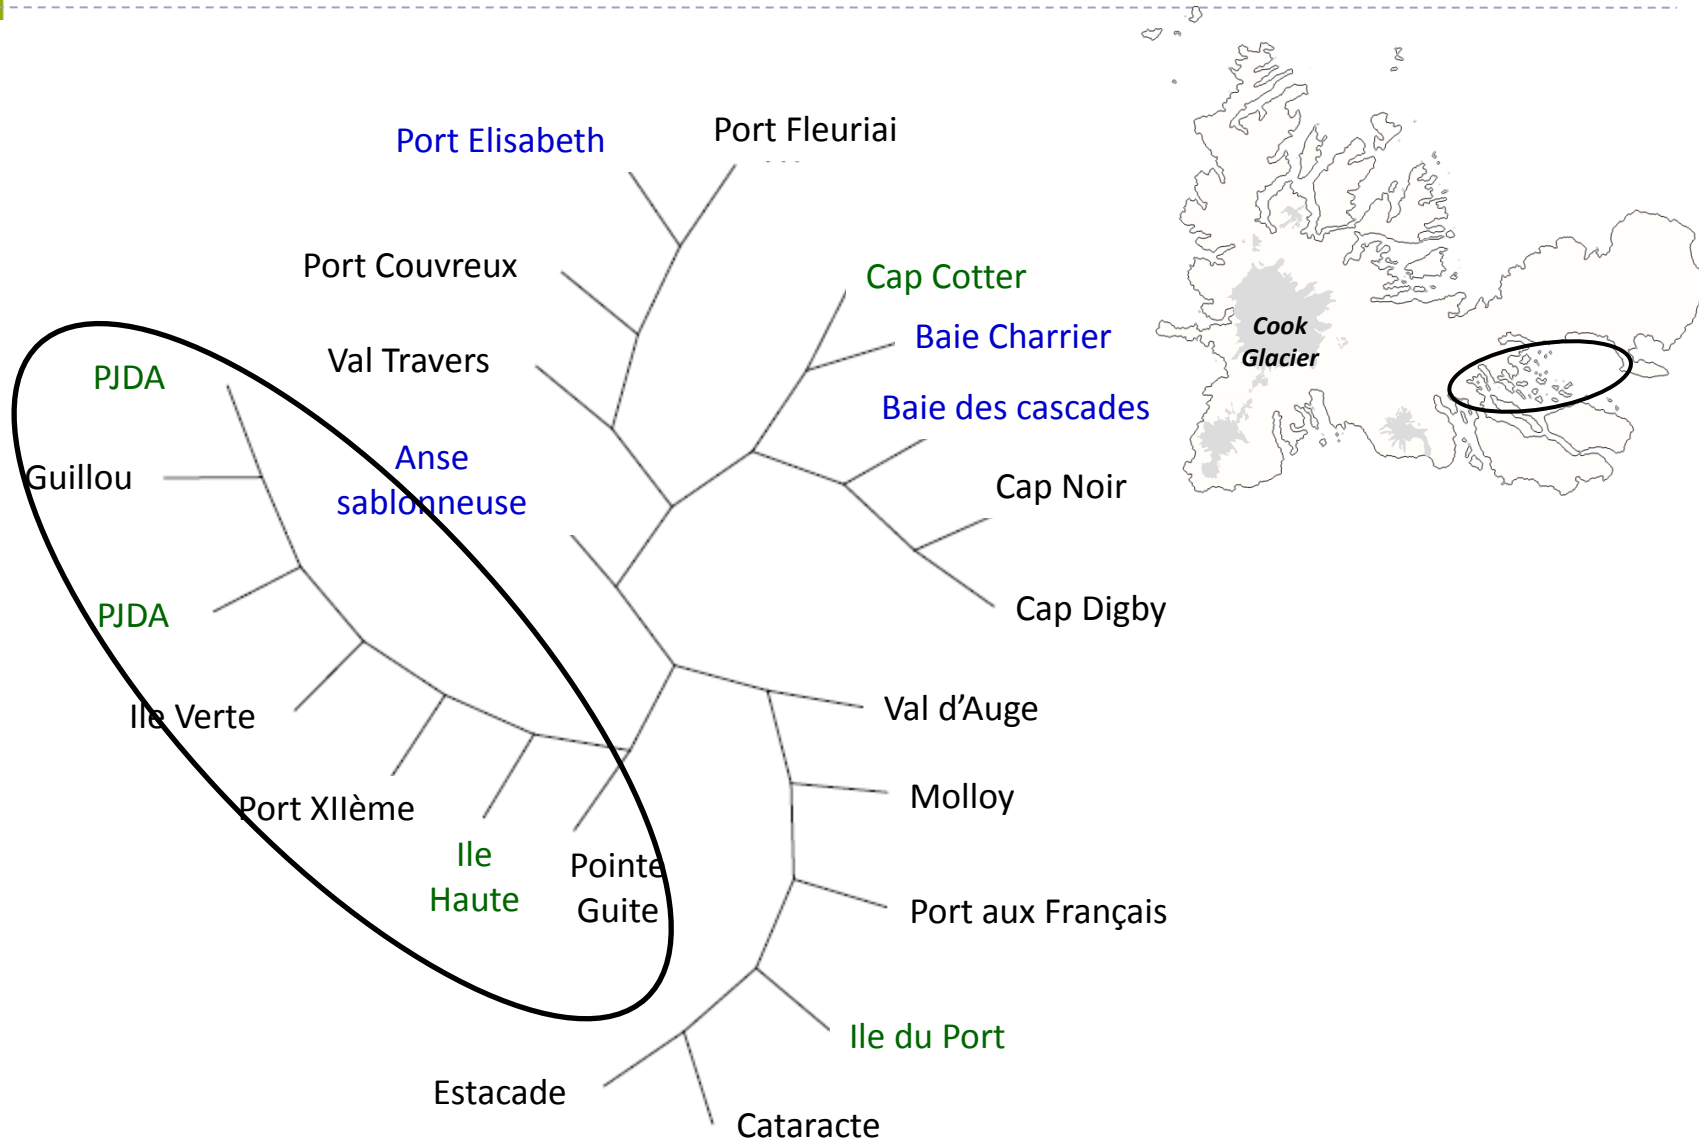 Port Fleuriai
Port Elisabeth
Port Couvreux
Cap Cotter
Cook
Glacier
Baie Charrier
Val Travers
PJDA
Baie des cascades
Anse
sablonneuse
Guillou
Cap Noir
Cap Digby
PJDA
Val d’Auge
Ile Verte
Molloy
Port XIIème
Ile
Haute
Pointe
Guite
Port aux Français
Ile du Port
Estacade
Cataracte